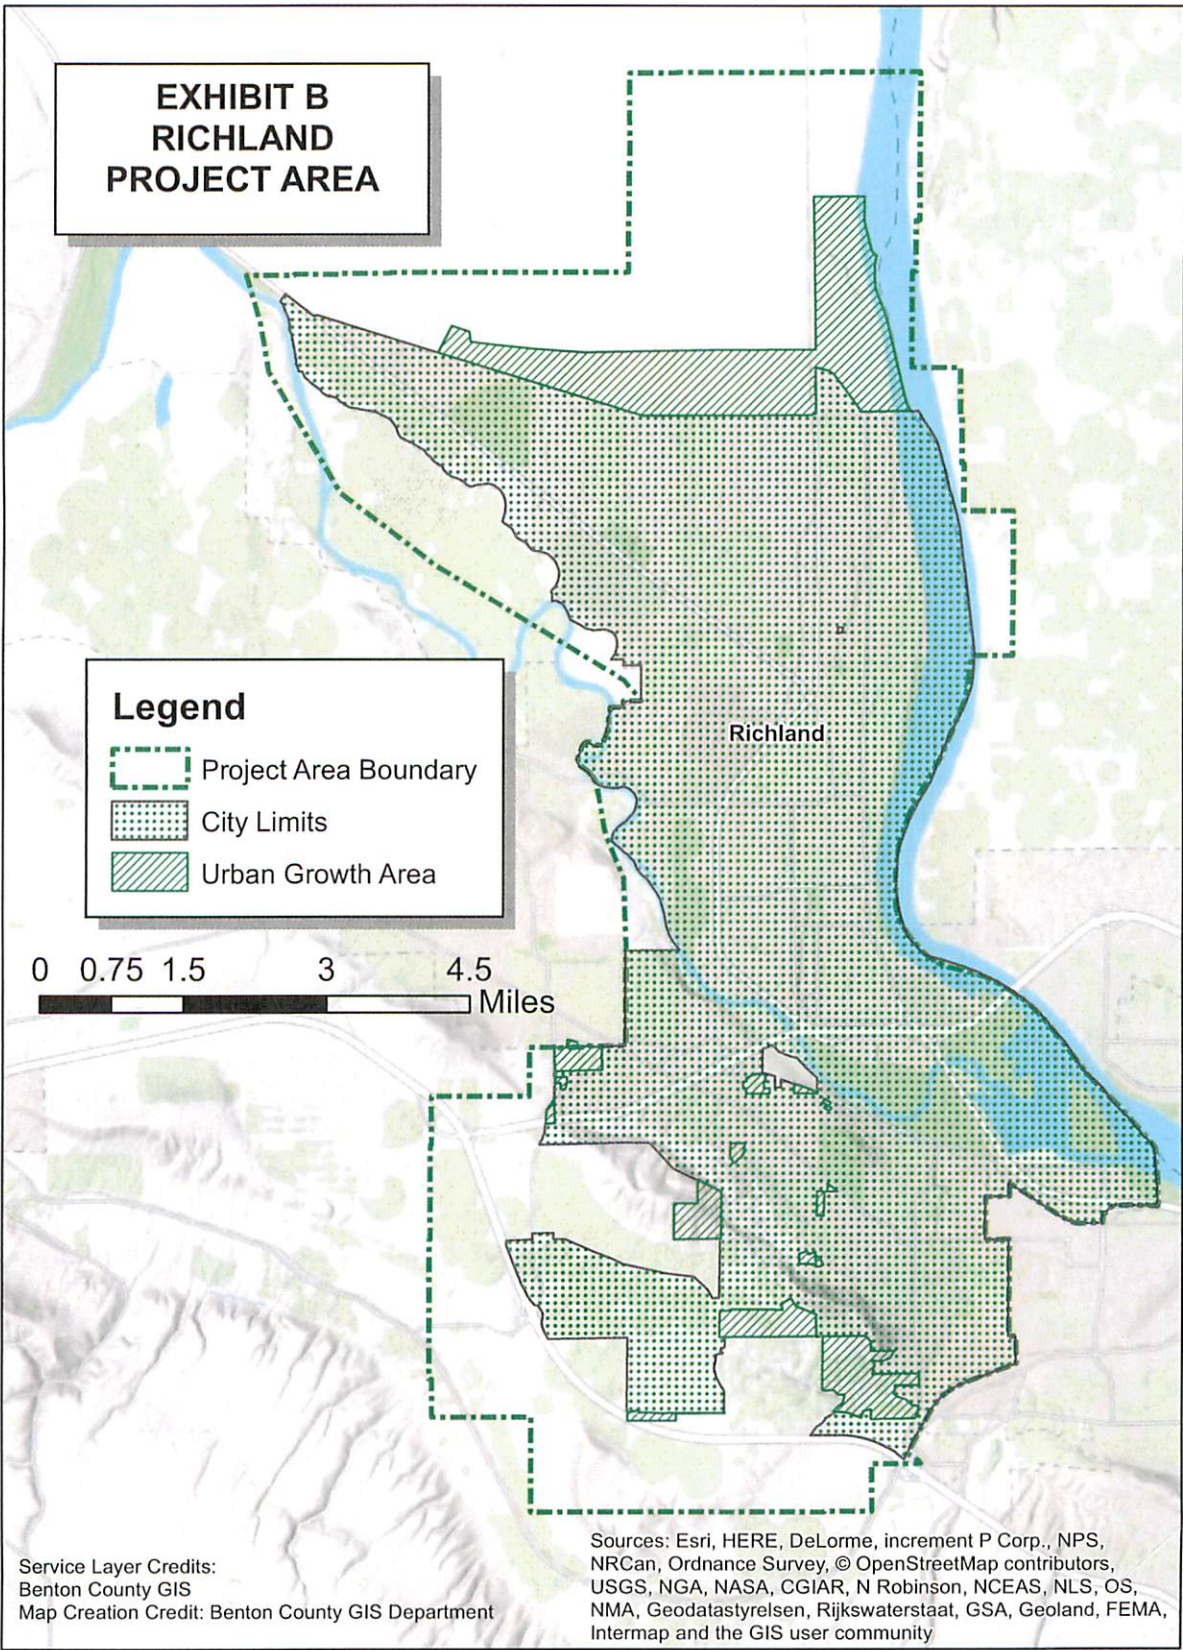 EXHIBIT B
RICHLAND
PROJECT AREA
Richland
Legend
Project Area Boundary
City Limits
Urban Growth Area
0 0.75 1.5 3 4.5
Miles
Service Layer Credits:
Benton County GIS
Map Creation Credit: Benton County GIS Department
Sources: Esri, HERE, DeLorme, increment P Corp., NPS,
NRCan, Ordnance Survey, © OpenStreetMap contributors,
USGS, NGA, NASA, CGIAR, N Robinson, NCEAS, NLS, OS,
NMA, Geodatastyrelsen, Rijkswaterstaat, GSA, Geoland, FEMA,
Intermap and the GIS user community